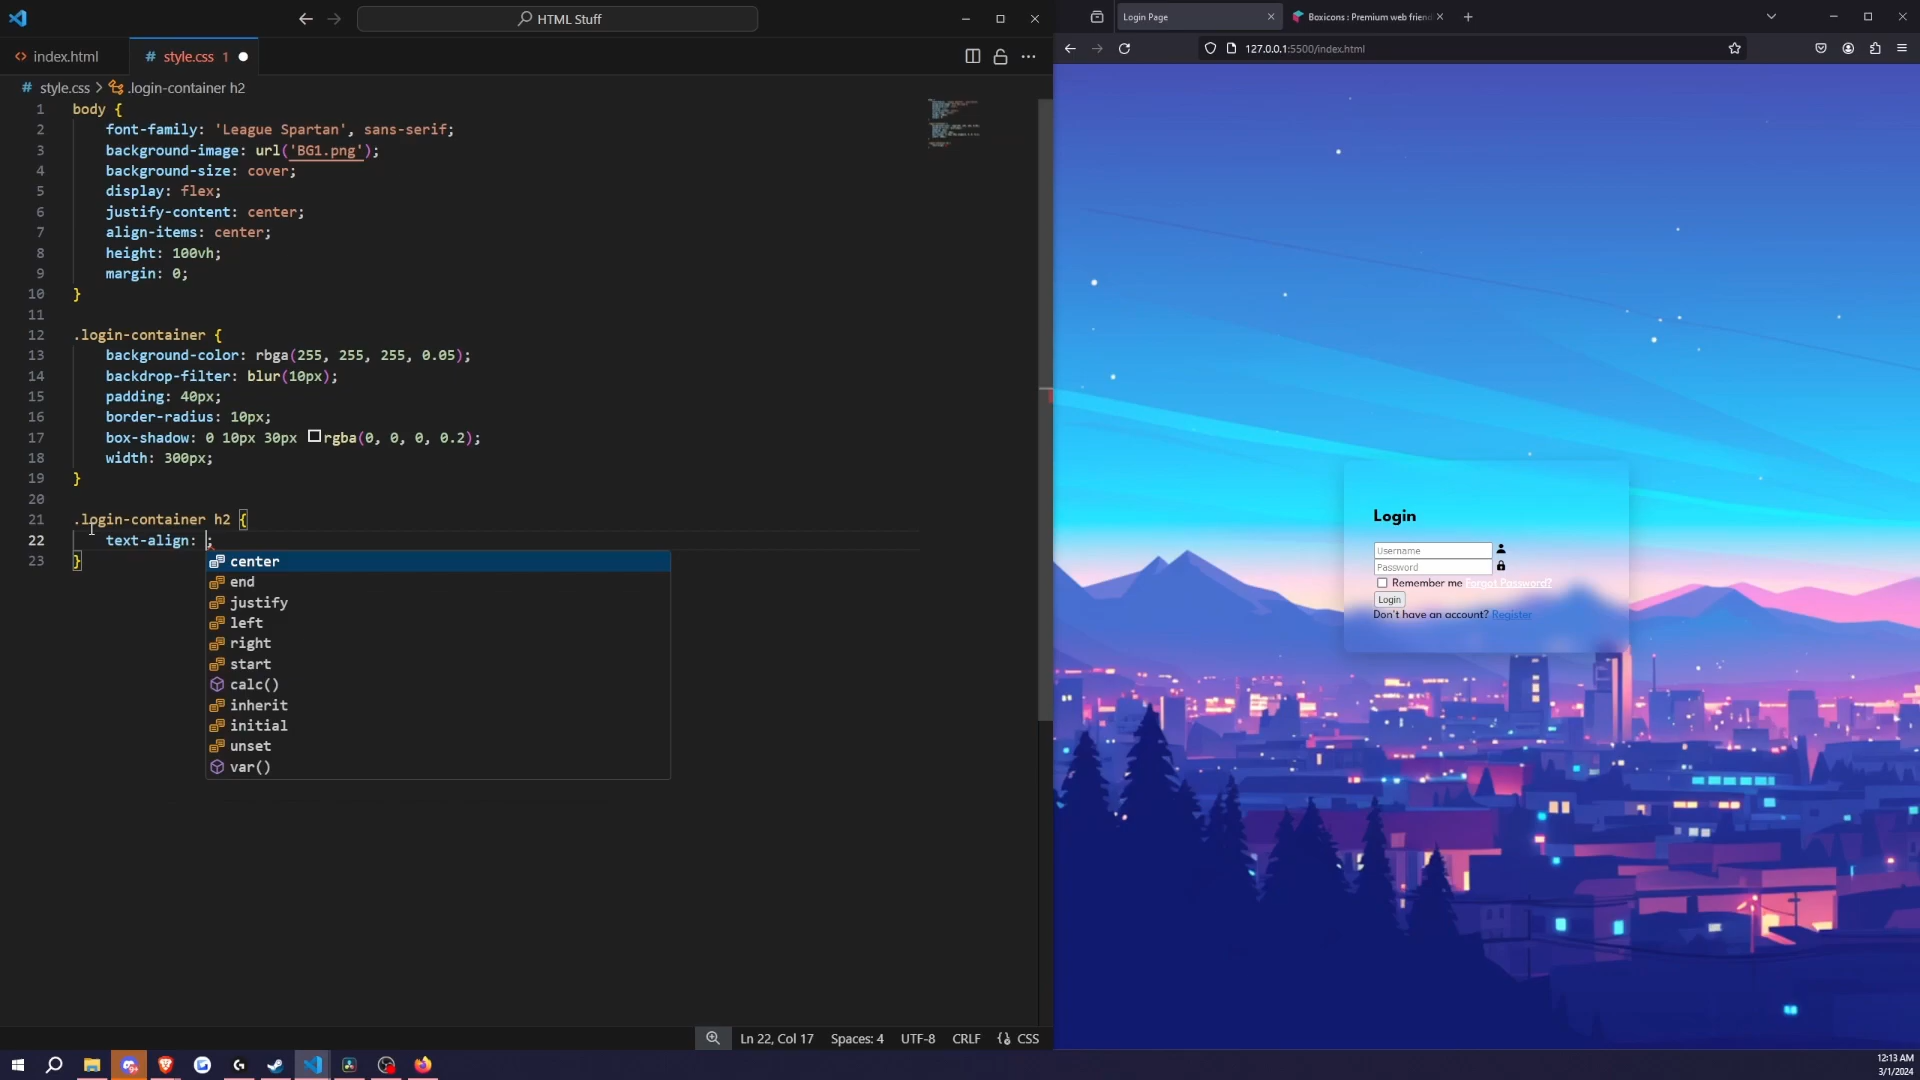 HTML Stuff
index.html
# style.css 1
# style.css > .login-container h2
1 body {
2 font-family: 'League Spartan', sans-serif;
3 background-image: url('BG1.png');
4 background-size: cover;
5 display: flex;
6 justify-content: center;
7 align-items: center;
8 height: 100vh;
9 margin: 0;
10 }
11
12 .login-container {
13 background-color: rbga(255, 255, 255, 0.05);
14 backdrop-filter: blur(10px);
15 padding: 40px;
16 border-radius: 10px;
17 box-shadow: 0 10px 30px rgba(0, 0, 0, 0.2);
18 width: 300px;
19 }
20
21 .login-container h2 {
22 text-align: ;
23 }
center
end
justify
left
right
start
calc()
inherit
initial
unset
var()
Ln 22, Col 17 Spaces: 4 UTF-8 CRLF {} CSS
Login Page
Boxicons : Premium web friend
127.0.0.1:5500/index.html
Login
Username
Password
Remember me Forgot Password?
Login
Don't have an account? Register
12:13 AM
3/1/2024